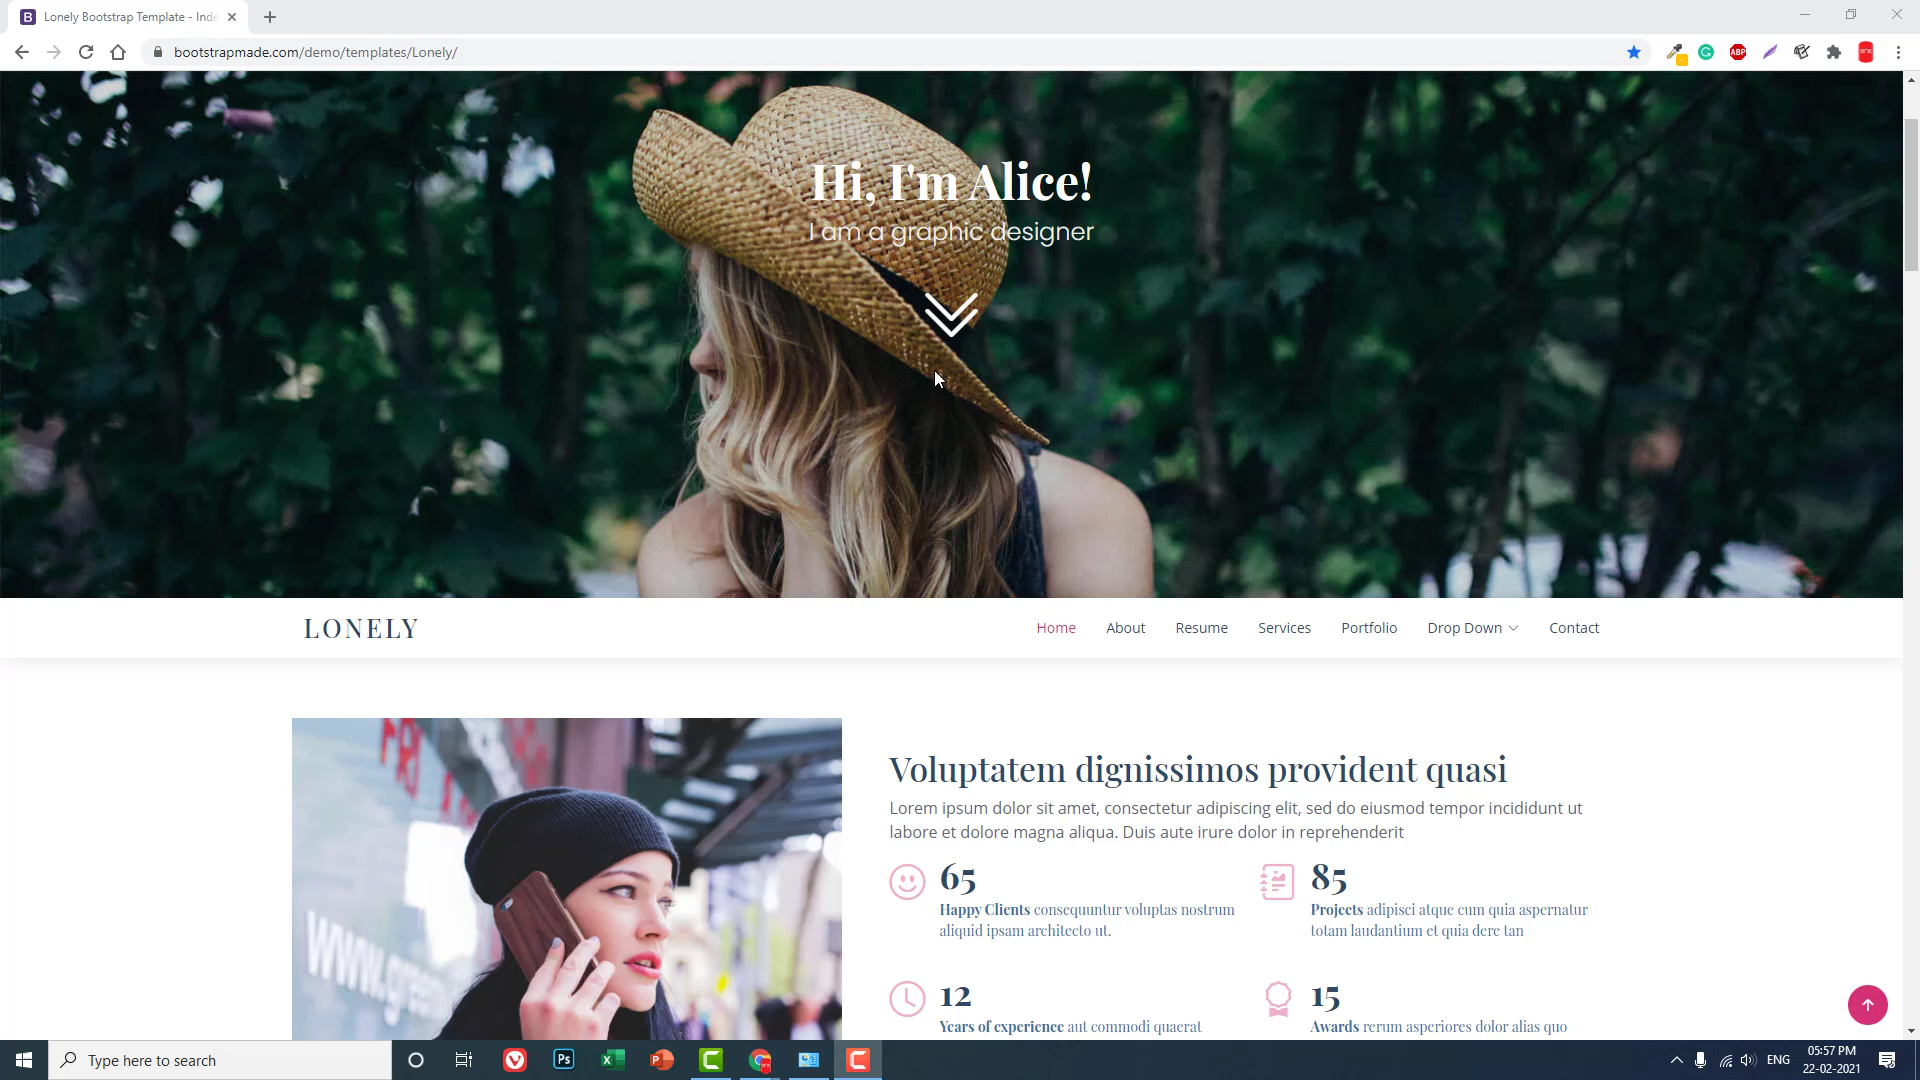 Lonely Bootstrap Template - Inde
bootstrapmade.com/demo/templates/Lonely/
ABP
Hi, I'm Alice!
I am a graphic designer
LONELY
Home
About
Resume
Services
Portfolio
Drop Down
Contact
Voluptatem dignissimos provident quasi
Lorem ipsum dolor sit amet, consectetur adipiscing elit, sed do eiusmod tempor incididunt ut
labore et dolore magna aliqua. Duis aute irure dolor in reprehenderit
65
Happy Clients consequuntur voluptas nostrum
aliquid ipsam architecto ut.
85
Projects adipisci atque cum quia aspernatur
totam laudantium et quia dere tan
12
Years of experience aut commodi quaerat
15
Awards rerum asperiores dolor alias quo
www.green
Type here to search
Ps
ENG
05:57 PM
22-02-2021